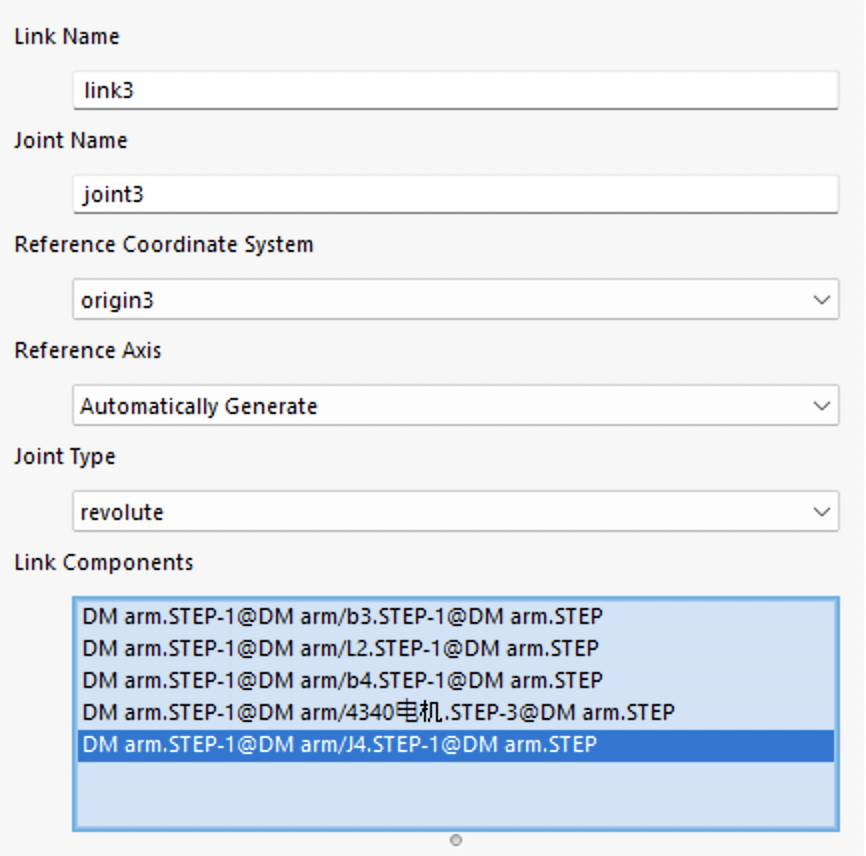 Link Name
link3
Joint Name
joint3
Reference Coordinate System
origin3
Reference Axis
Automatically Generate
Joint Type
revolute
Link Components
DM arm.STEP-1@DM arm/b3.STEP-1@DM arm.STEP
DM arm.STEP-1@DM arm/L2.STEP-1@DM arm.STEP
DM arm.STEP-1@DM arm/b4.STEP-1@DM arm.STEP
DM arm.STEP-1@DM arm/4340电机.STEP-3@DM arm.STEP
DM arm.STEP-1@DM arm/J4.STEP-1@DM arm.STEP